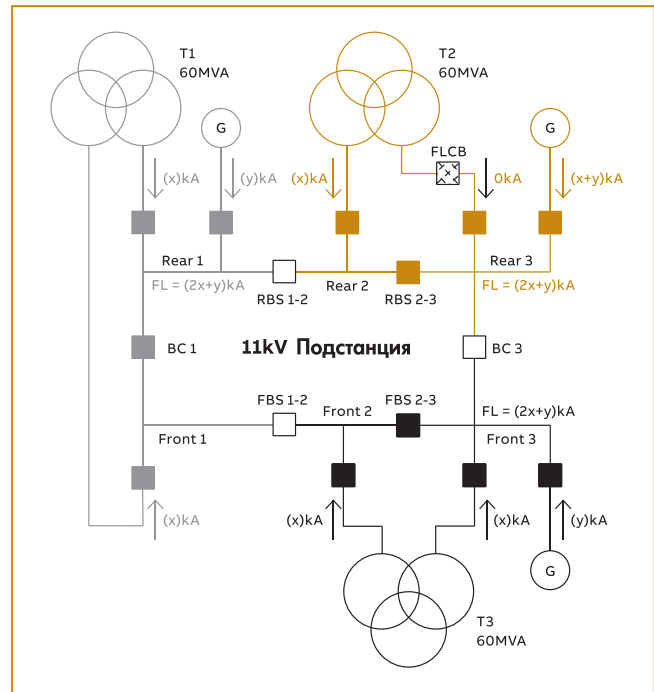 T1
60MVA
T2
60MVA
G
G
FLCB
(x)kA
(y)kA
(x)kA
0kA
(x+y)kA
Rear 1
Rear 3
FL = (2x+y)kA
RBS 1-2
Rear 2
RBS 2-3
FL = (2x+y)kA
BC 1
11kV Подстанция
BC 3
FBS 1-2
FBS 2-3
Front 2
FL = (2x+y)kA
Front 1
Front 3
(x)kA
(x)kA
(x)kA
(y)kA
G
T3
60MVA